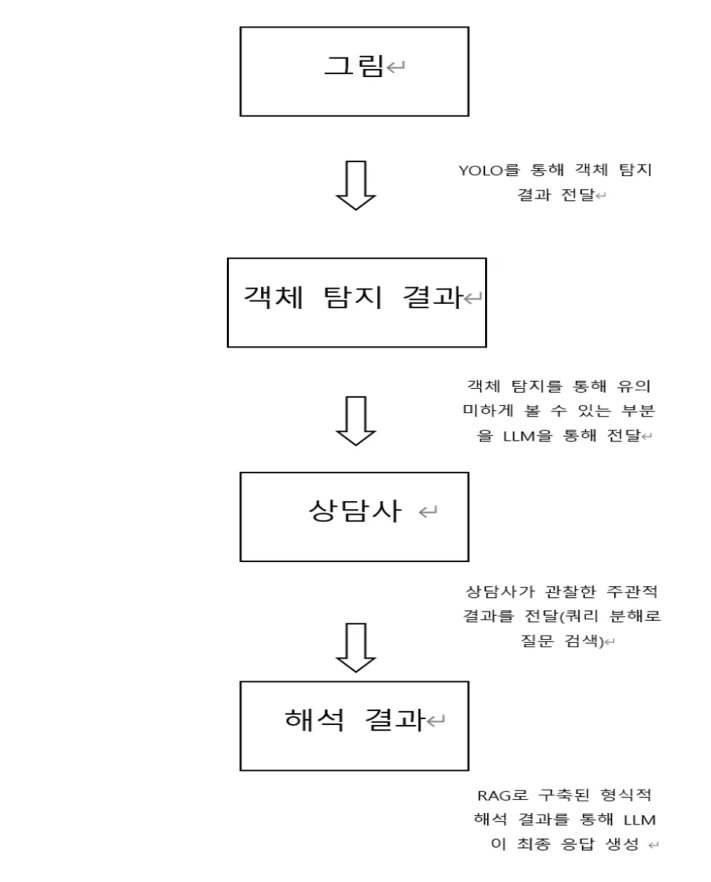 그림
YOLO를 통해 객체 탐지
결과 전달
객체 탐지 결과
객체 탐지를 통해 유의
미하게 볼 수 있는 부분
을 LLM을 통해 전달
상담사
상담사가 관찰한 주관적
결과를 전달(쿼리 분해로
질문 검색)
해석 결과
RAG로 구축된 형식적
해석 결과를 통해 LLM
이 최종 응답 생성